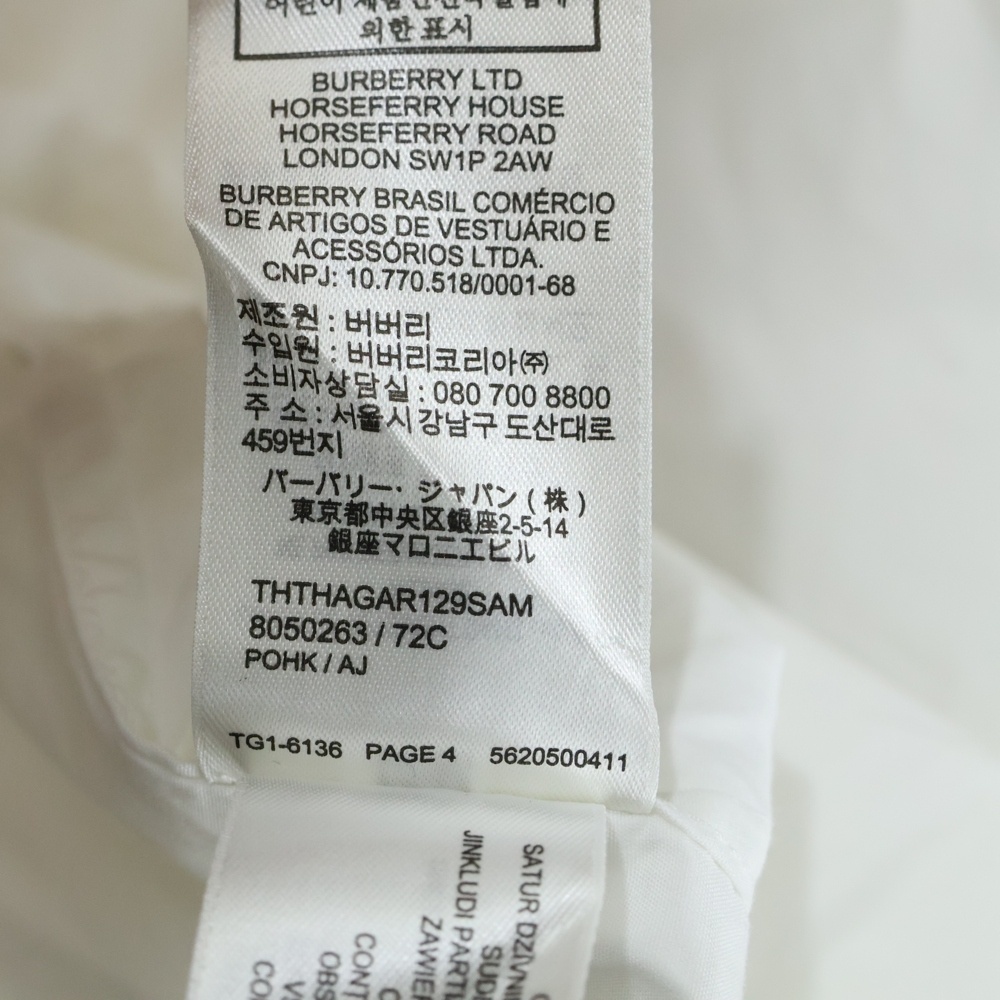 의한 표시
BURBERRY LTD
HORSEFERRY HOUSE
HORSEFERRY ROAD
LONDON SW1P 2AW
BURBERRY BRASIL COMÉRCIO
DE ARTIGOS DE VESTUÁRIO E
ACESSÓRIOS LTDA.
CNPJ: 10.770.518/0001-68
제조원 : 버버리
수입원 : 버버리코리아㈜
소비자상담실 : 080 700 8800
주 소 : 서울시 강남구 도산대로
459번지
バーバリー・ジャパン(株)
東京都中央区銀座2-5-14
銀座マロニエビル
THTHAGAR129SAM
8050263 / 72C
POHK / AJ
TG1-6136 PAGE 4 5620500411
SATUR
JINKLUDI